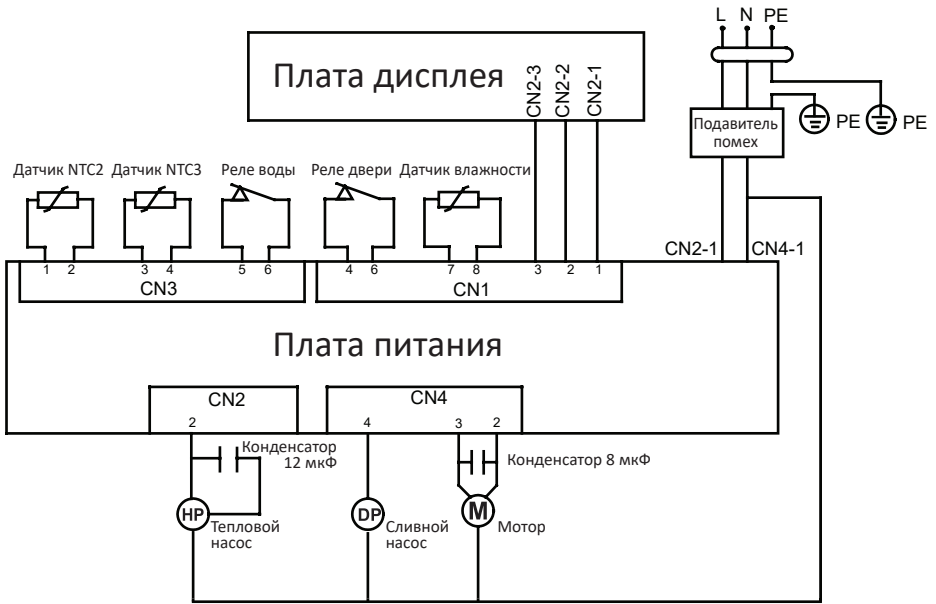 L N PE
Плата дисплея
CN2-3
CN2-2
CN2-1
Подавитель
помех
PE
PE
Датчик NTC2
Датчик NTC3
Реле воды
Реле двери
Датчик влажности
CN2-1
CN4-1
1 2 3 4 5 6
4 6 7 8 3 2 1
CN3
CN1
Плата питания
CN2
CN4
2
4
3
2
Конденсатор
12 мкФ
Конденсатор 8 мкФ
HP
Тепловой
насос
DP
Сливной
насос
M
Мотор